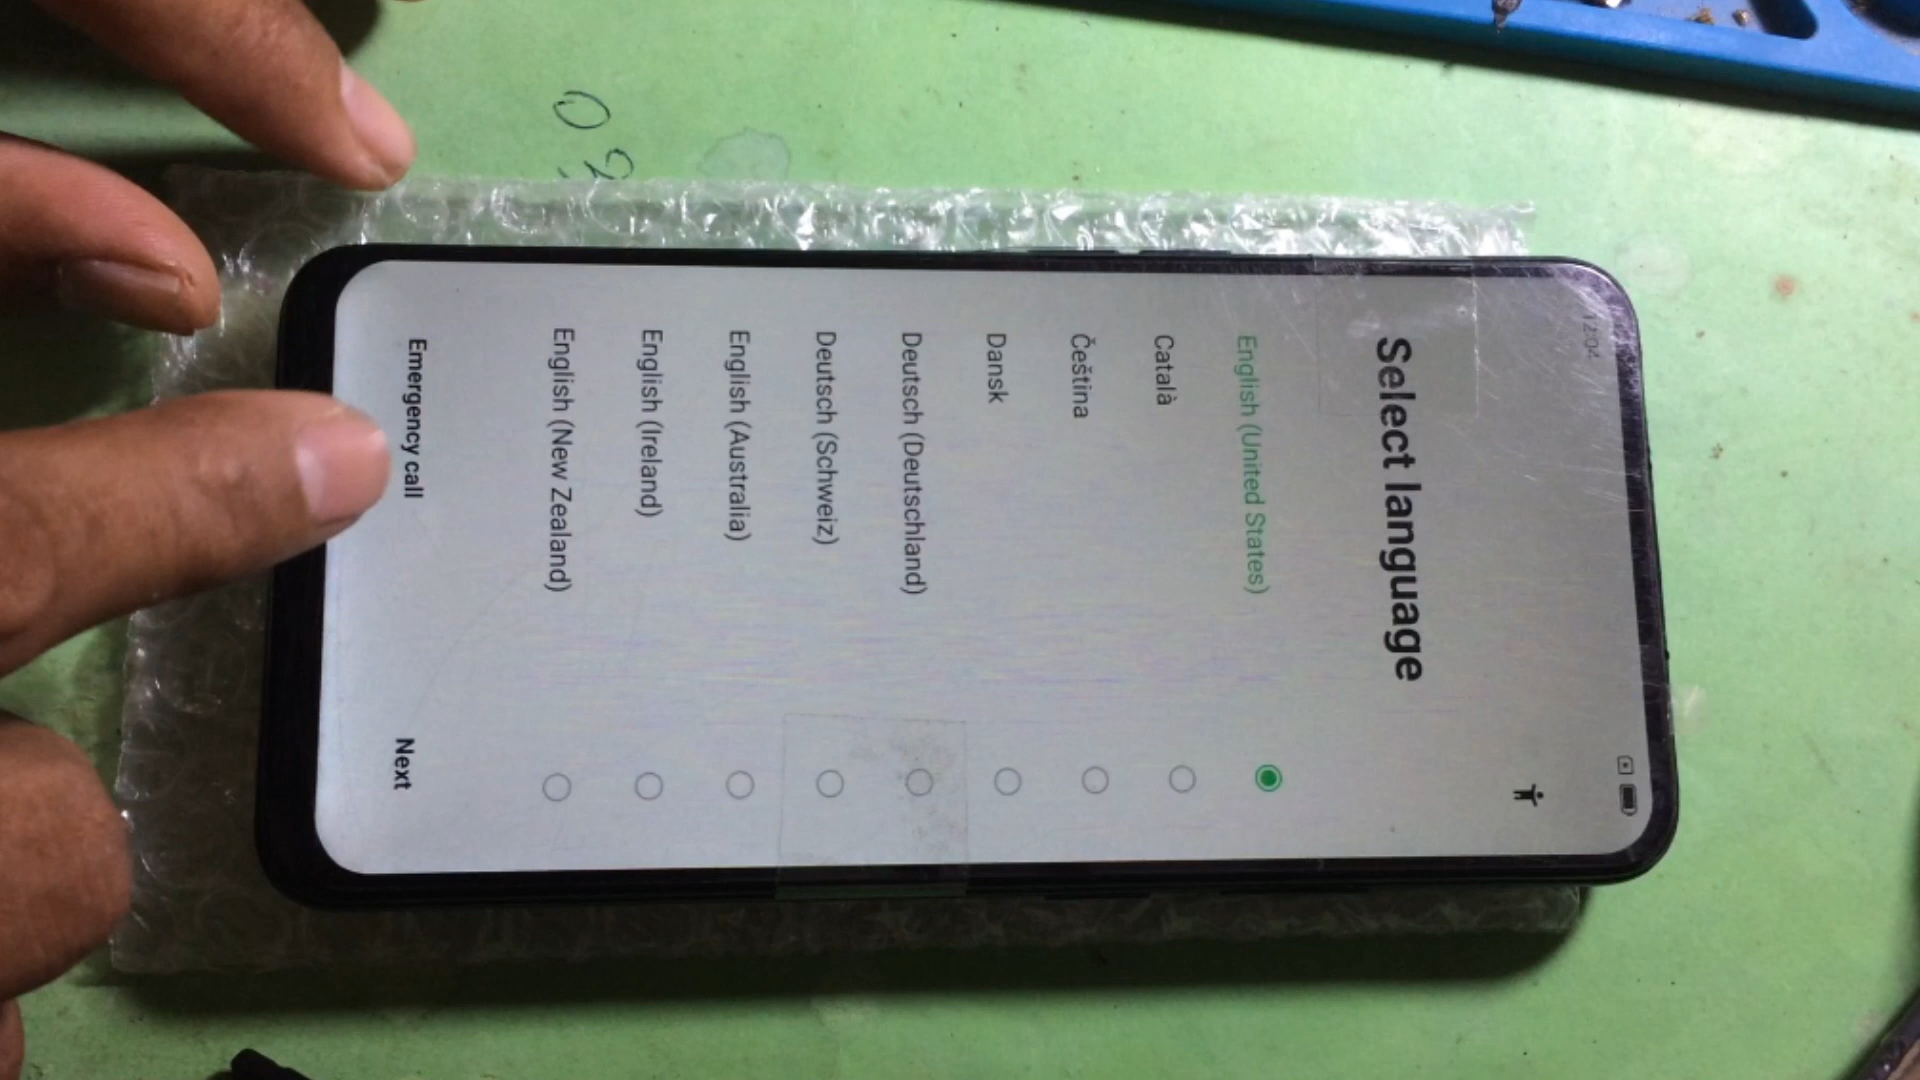 12:04
Select language
English (United States)
Català
Čeština
Dansk
Deutsch (Deutschland)
Deutsch (Schweiz)
English (Australia)
English (Ireland)
English (New Zealand)
Emergency call
Next